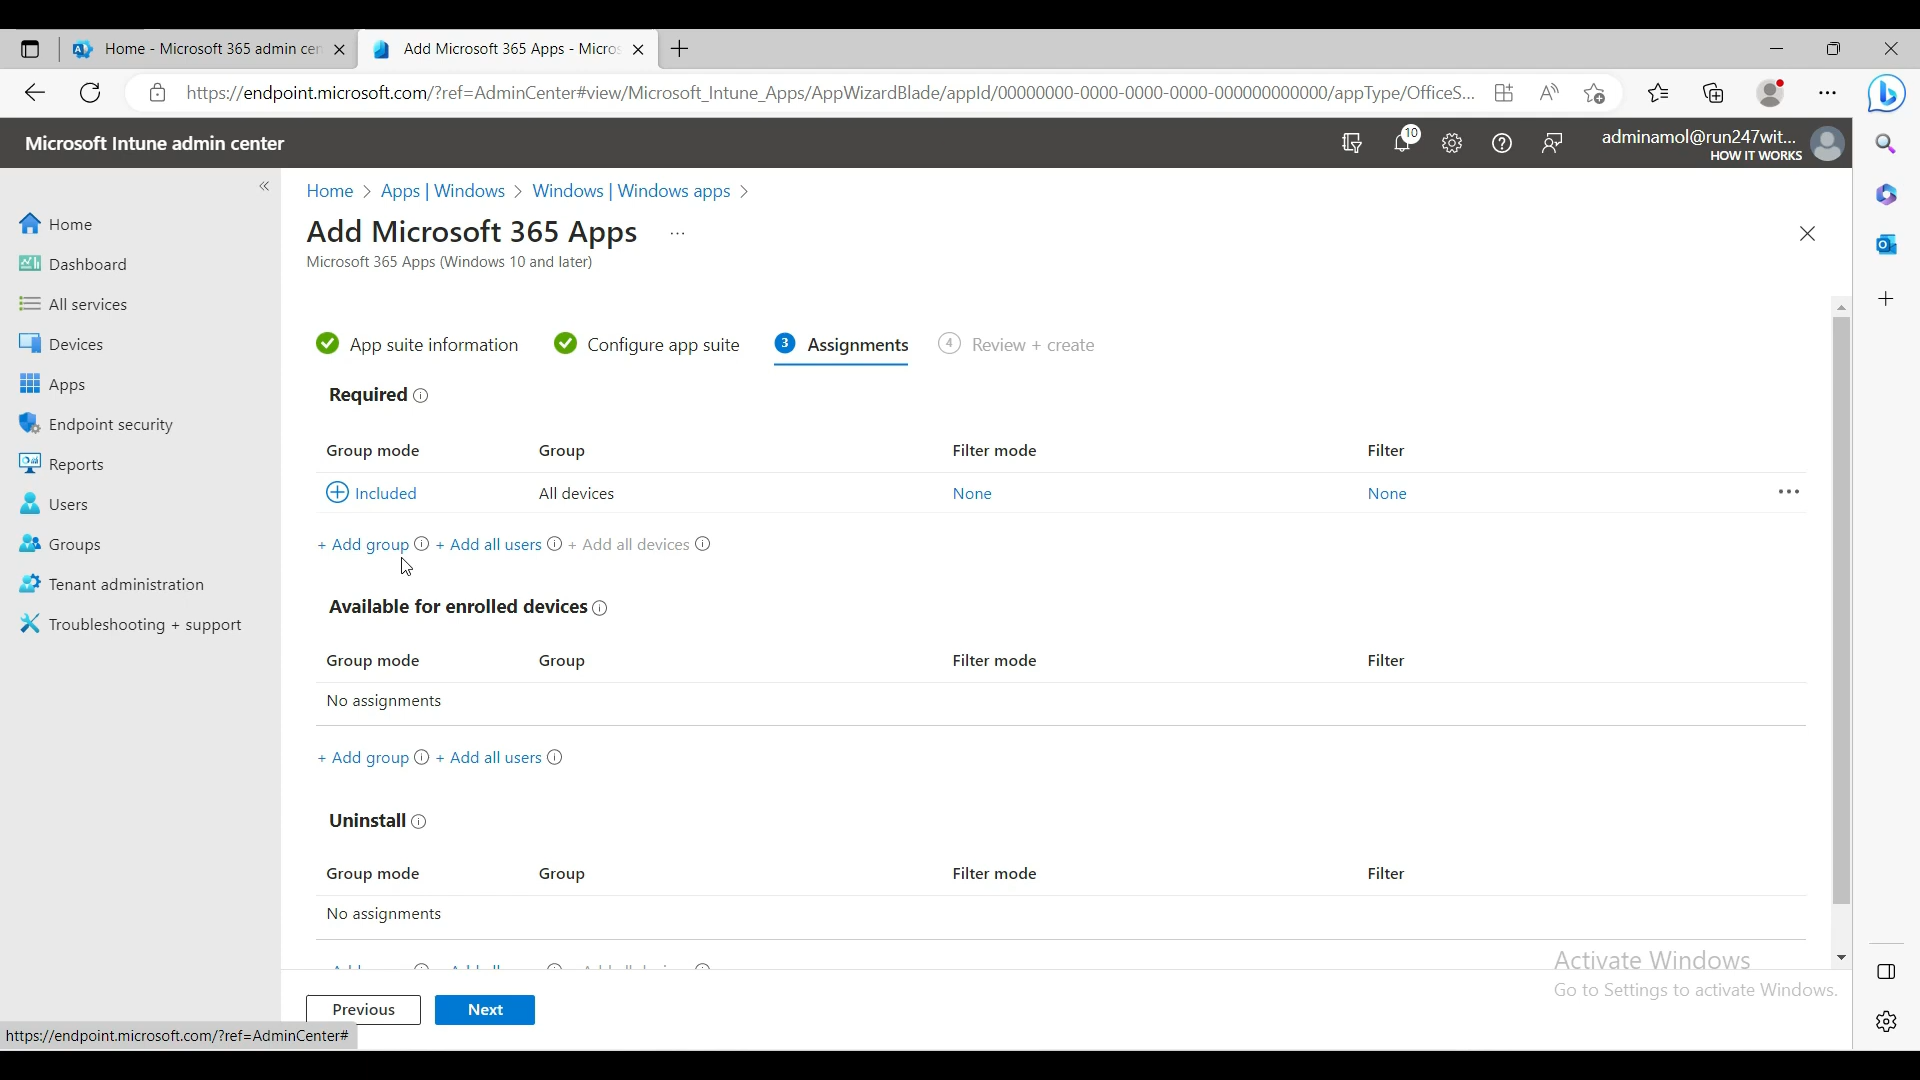 Home - Microsoft 365 admin cen
Add Microsoft 365 Apps - Micros
https://endpoint.microsoft.com/?ref=AdminCenter#view/Microsoft_Intune_Apps/AppWizardBlade/appId/00000000-0000-0000-0000-000000000000/appType/OfficeS...
Microsoft Intune admin center
10
adminamol@run247wit...
HOW IT WORKS
Home
Dashboard
All services
Devices
Apps
Endpoint security
Reports
Users
Groups
Tenant administration
Troubleshooting + support
Home > Apps | Windows > Windows | Windows apps >
Add Microsoft 365 Apps ...
Microsoft 365 Apps (Windows 10 and later)
App suite information
Configure app suite
3 Assignments
4 Review + create
Required
Group mode Group Filter mode Filter
Included All devices None None
+ Add group + Add all users + Add all devices
Available for enrolled devices
Group mode Group Filter mode Filter
No assignments
+ Add group + Add all users
Uninstall
Group mode Group Filter mode Filter
No assignments
Activate Windows
Go to Settings to activate Windows.
Previous Next
https://endpoint.microsoft.com/?ref=AdminCenter#